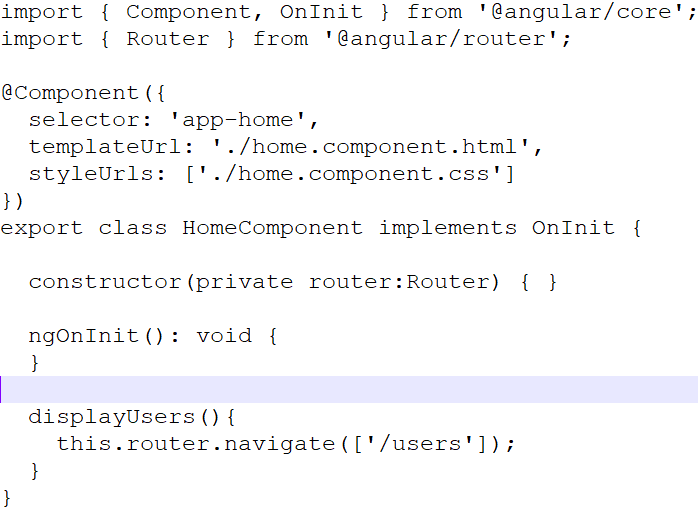 import { Component, OnInit } from '@angular/core';
import { Router } from '@angular/router';

@Component({
  selector: 'app-home',
  templateUrl: './home.component.html',
  styleUrls: ['./home.component.css']
})
export class HomeComponent implements OnInit {

  constructor(private router:Router) { }

  ngOnInit(): void {
  }

  displayUsers(){
    this.router.navigate(['/users']);
  }
}